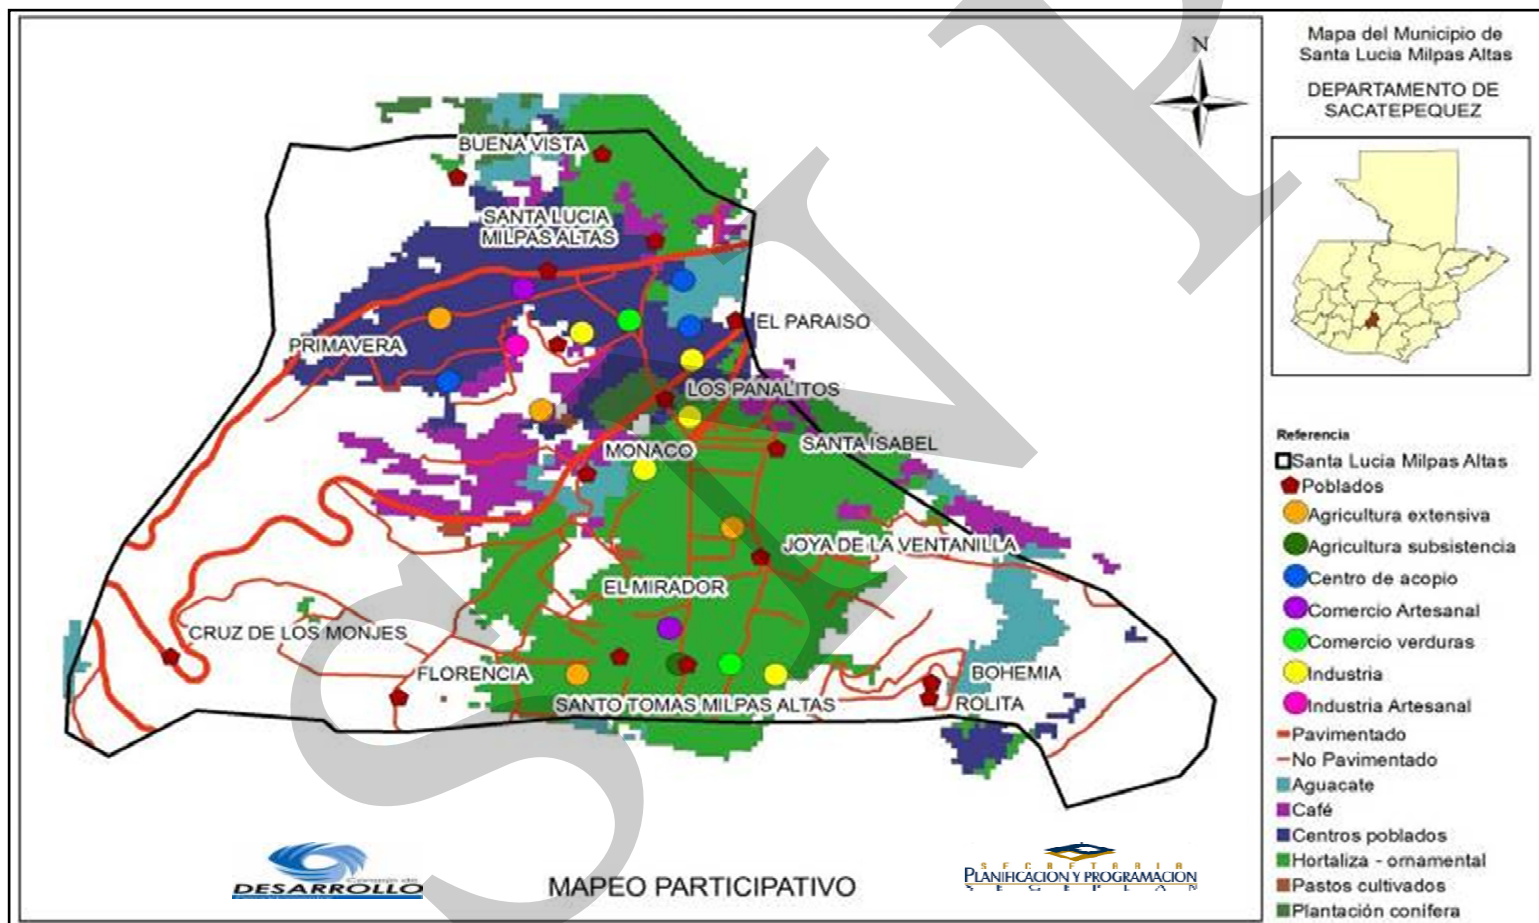 N
BUENA VISTA
SANTA LUCIA
MILPAS ALTAS
EL PARAISO
PRIMAVERA
LOS PANALITOS
SANTA ISABEL
MONACO
JOYA DE LA VENTANILLA
EL MIRADOR
CRUZ DE LOS MONJES
FLORENCIA
BOHEMIA
SANTO TOMAS MILPAS ALTAS
ROLITA
Consejo de
DESARROLLO
MAPEO PARTICIPATIVO
SECRETARIA
PLANIFICACION Y PROGRAMACION
SEGEPLAN
Mapa del Municipio de
Santa Lucia Milpas Altas
DEPARTAMENTO DE
SACATEPEQUEZ
Referencia
Santa Lucia Milpas Altas
Poblados
Agricultura extensiva
Agricultura subsistencia
Centro de acopio
Comercio Artesanal
Comercio verduras
Industria
Industria Artesanal
Pavimentado
No Pavimentado
Aguacate
Café
Centros poblados
Hortaliza - ornamental
Pastos cultivados
Plantación conífera